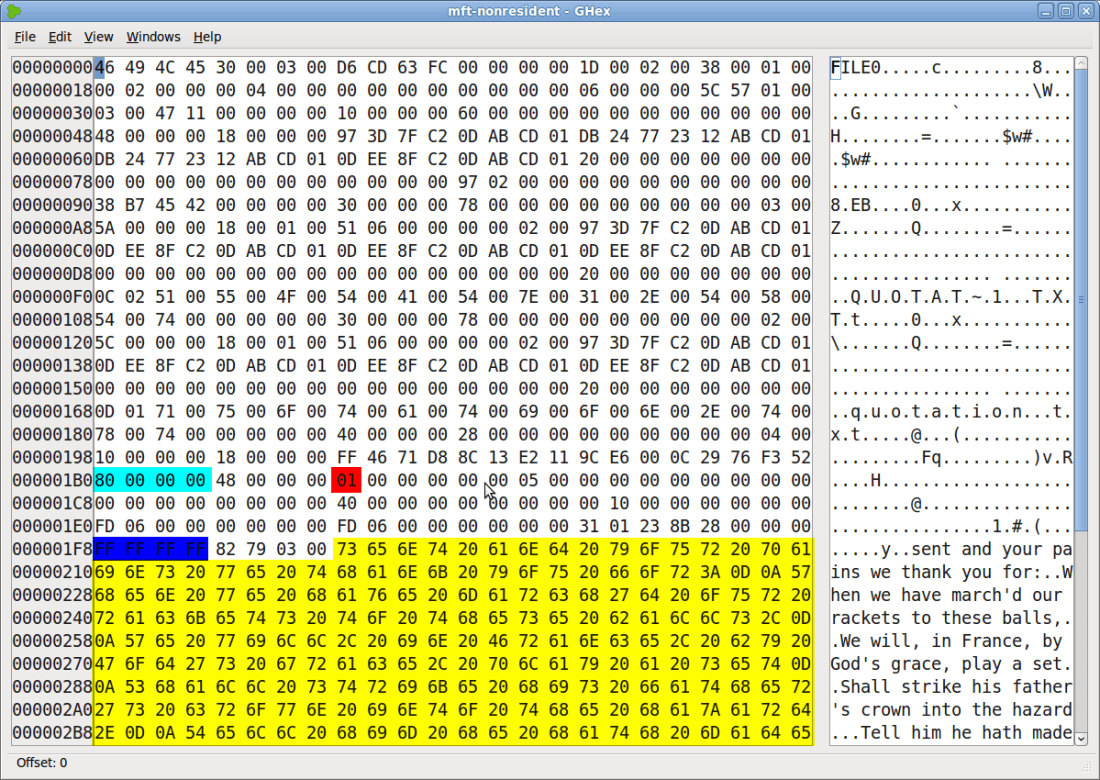 mft-nonresident - GHex
File Edit View Windows Help
00000000 46 49 4C 45 30 00 03 00 D6 CD 63 FC 00 00 00 00 1D 00 02 00 38 00 01 00 FILE0.....c.........8...
00000018 00 02 00 00 00 04 00 00 00 00 00 00 00 00 00 00 06 00 00 00 5C 57 01 00 ....................\W..
00000030 03 00 47 11 00 00 00 00 10 00 00 00 60 00 00 00 00 00 00 00 00 00 00 00 ..G.........`...........
00000048 48 00 00 00 18 00 00 00 97 3D 7F C2 0D AB CD 01 DB 24 77 23 12 AB CD 01 H........=.......$w#....
00000060 DB 24 77 23 12 AB CD 01 0D EE 8F C2 0D AB CD 01 20 00 00 00 00 00 00 00 .$w#............ .......
00000078 00 00 00 00 00 00 00 00 00 00 00 00 97 02 00 00 00 00 00 00 00 00 00 00 ........................
00000090 38 B7 45 42 00 00 00 00 30 00 00 00 78 00 00 00 00 00 00 00 00 00 03 00 8.EB....0...x...........
000000A8 5A 00 00 00 18 00 01 00 51 06 00 00 00 00 02 00 97 3D 7F C2 0D AB CD 01 Z.......Q........=......
000000C0 0D EE 8F C2 0D AB CD 01 0D EE 8F C2 0D AB CD 01 0D EE 8F C2 0D AB CD 01 ........................
000000D8 00 00 00 00 00 00 00 00 00 00 00 00 00 00 00 00 20 00 00 00 00 00 00 00 ................ .......
000000F0 0C 02 51 00 55 00 4F 00 54 00 41 00 54 00 7E 00 31 00 2E 00 54 00 58 00 ..Q.U.O.T.A.T.~.1...T.X.
00000108 54 00 74 00 00 00 00 00 30 00 00 00 78 00 00 00 00 00 00 00 00 00 02 00 T.t.....0...x...........
00000120 5C 00 00 00 18 00 01 00 51 06 00 00 00 00 02 00 97 3D 7F C2 0D AB CD 01 \.......Q........=......
00000138 0D EE 8F C2 0D AB CD 01 0D EE 8F C2 0D AB CD 01 0D EE 8F C2 0D AB CD 01 ........................
00000150 00 00 00 00 00 00 00 00 00 00 00 00 00 00 00 00 20 00 00 00 00 00 00 00 ................ .......
00000168 0D 01 71 00 75 00 6F 00 74 00 61 00 74 00 69 00 6F 00 6E 00 2E 00 74 00 ..q.u.o.t.a.t.i.o.n...t.
00000180 78 00 74 00 00 00 00 00 40 00 00 00 28 00 00 00 00 00 00 00 00 00 04 00 x.t.....@...(...........
00000198 10 00 00 00 18 00 00 00 FF 46 71 D8 8C 13 E2 11 9C E6 00 0C 29 76 F3 52 .........Fq.........)v.R
000001B0 80 00 00 00 48 00 00 00 01 00 00 00 00 00 05 00 00 00 00 00 00 00 00 00 ....H...................
000001C8 00 00 00 00 00 00 00 00 40 00 00 00 00 00 00 00 00 10 00 00 00 00 00 00 ........@...............
000001E0 FD 06 00 00 00 00 00 00 FD 06 00 00 00 00 00 00 31 01 23 8B 28 00 00 00 ................1.#.(...
000001F8 FF FF FF FF 82 79 03 00 73 65 6E 74 20 61 6E 64 20 79 6F 75 72 20 70 61 .....y..sent and your pa
00000210 69 6E 73 20 77 65 20 74 68 61 6E 6B 20 79 6F 75 20 66 6F 72 3A 0D 0A 57 ins we thank you for:..W
00000228 68 65 6E 20 77 65 20 68 61 76 65 20 6D 61 72 63 68 27 64 20 6F 75 72 20 hen we have march'd our
00000240 72 61 63 6B 65 74 73 20 74 6F 20 74 68 65 73 65 20 62 61 6C 6C 73 2C 0D rackets to these balls,.
00000258 0A 57 65 20 77 69 6C 6C 2C 20 69 6E 20 46 72 61 6E 63 65 2C 20 62 79 20 .We will, in France, by
00000270 47 6F 64 27 73 20 67 72 61 63 65 2C 20 70 6C 61 79 20 61 20 73 65 74 0D God's grace, play a set.
00000288 0A 53 68 61 6C 6C 20 73 74 72 69 6B 65 20 68 69 73 20 66 61 74 68 65 72 .Shall strike his father
000002A0 27 73 20 63 72 6F 77 6E 20 69 6E 74 6F 20 74 68 65 20 68 61 7A 61 72 64 's crown into the hazard
000002B8 2E 0D 0A 54 65 6C 6C 20 68 69 6D 20 68 65 20 68 61 74 68 20 6D 61 64 65 ...Tell him he hath made
Offset: 0